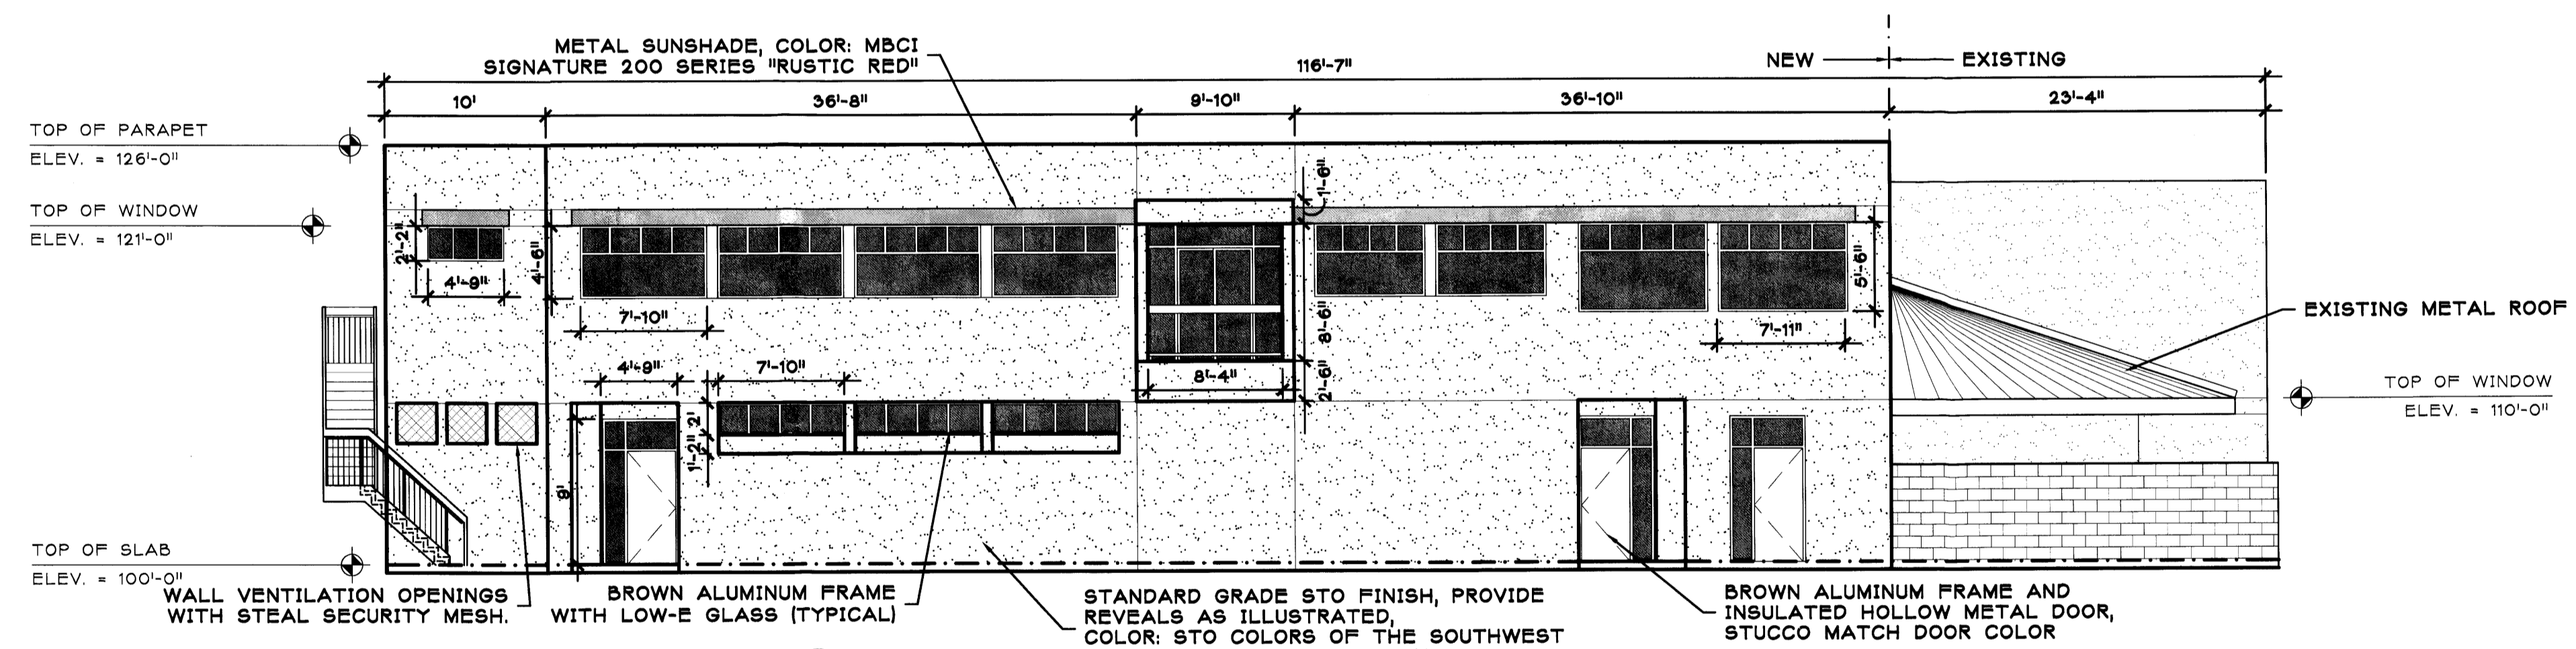 METAL SUNSHADE, COLOR: MBCI
SIGNATURE 200 SERIES "RUSTIC RED"
116'-7"
NEW
EXISTING
10'
36'-8"
9'-10"
36'-10"
23'-4"
TOP OF PARAPET
ELEV. = 126'-0"
TOP OF WINDOW
ELEV. = 121'-0"
2'-2"
4'-9"
4'-6"
7'-10"
1'-6"
8'-6"
2'-6"
8'-4"
5'-6"
7'-11"
EXISTING METAL ROOF
TOP OF WINDOW
ELEV. = 110'-0"
4'-9"
7'-10"
2'
1'-2"
9'
TOP OF SLAB
ELEV. = 100'-0"
WALL VENTILATION OPENINGS
WITH STEAL SECURITY MESH.
BROWN ALUMINUM FRAME
WITH LOW-E GLASS (TYPICAL)
STANDARD GRADE STO FINISH, PROVIDE
REVEALS AS ILLUSTRATED,
COLOR: STO COLORS OF THE SOUTHWEST
BROWN ALUMINUM FRAME AND
INSULATED HOLLOW METAL DOOR,
STUCCO MATCH DOOR COLOR